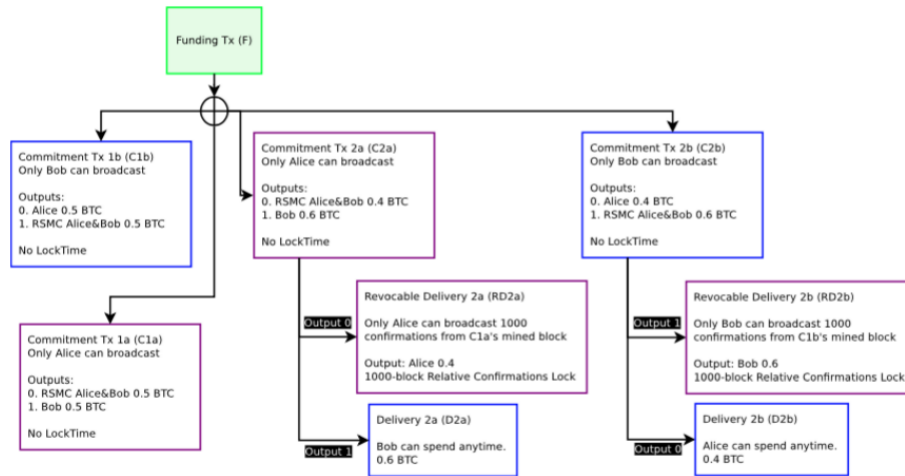 Funding Tx (F)
Commitment Tx 1b (C1b)
Only Bob can broadcast
Outputs:
0. Alice 0.5 BTC
1. RSMC Alice&Bob 0.5 BTC
No LockTime
Commitment Tx 2a (C2a)
Only Alice can broadcast
Outputs:
0. RSMC Alice&Bob 0.4 BTC
1. Bob 0.6 BTC
No LockTime
Commitment Tx 2b (C2b)
Only Bob can broadcast
Outputs:
0. Alice 0.4 BTC
1. RSMC Alice&Bob 0.6 BTC
No LockTime
Commitment Tx 1a (C1a)
Only Alice can broadcast
Outputs:
0. RSMC Alice&Bob 0.5 BTC
1. Bob 0.5 BTC
No LockTime
Output 0
Revocable Delivery 2a (RD2a)
Only Alice can broadcast 1000
confirmations from C1a's mined block
Output: Alice 0.4
1000-block Relative Confirmations Lock
Output 1
Revocable Delivery 2b (RD2b)
Only Bob can broadcast 1000
confirmations from C1b's mined block
Output: Bob 0.6
1000-block Relative Confirmations Lock
Output 1
Delivery 2a (D2a)
Bob can spend anytime.
0.6 BTC
Output 0
Delivery 2b (D2b)
Alice can spend anytime.
0.4 BTC